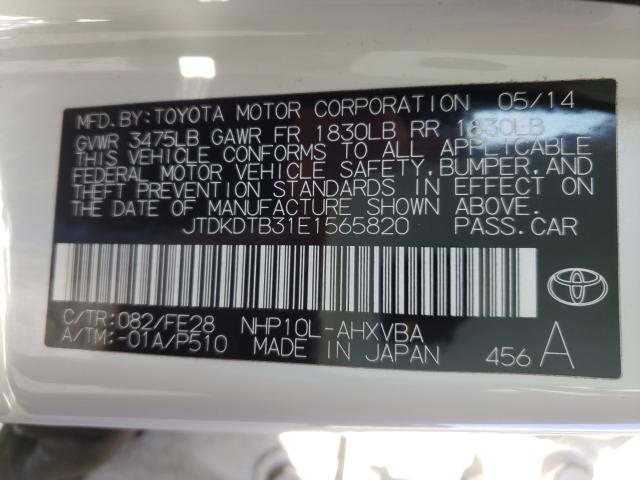 MFD. BY: TOYOTA MOTOR CORPORATION 05/14
GVWR 3475LB GAWR FR 1830LB RR 1830LB
THIS VEHICLE CONFORMS TO ALL APPLICABLE
FEDERAL MOTOR VEHICLE SAFETY, BUMPER, AND
THEFT PREVENTION STANDARDS IN EFFECT ON
THE DATE OF MANUFACTURE SHOWN ABOVE.
JTDKDTB31E1565820 PASS.CAR
C/TR: 082/FE28 NHP10L-AHXVBA
A/TM: -01A/P510 MADE IN JAPAN 456 A